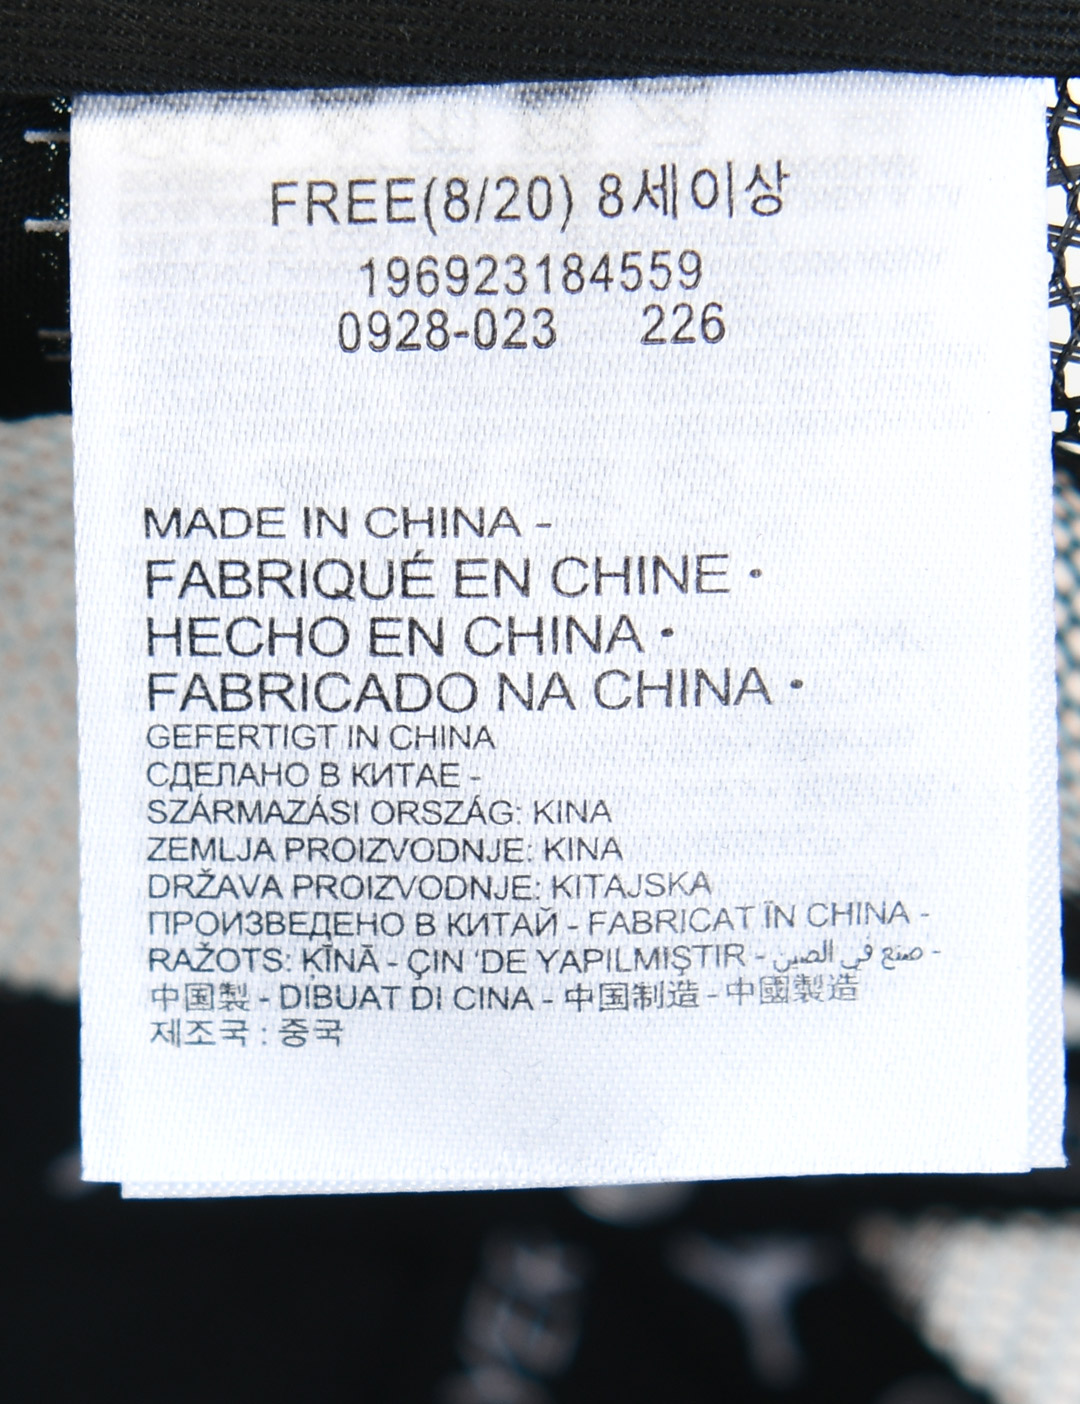 FREE(8/20) 8세이상
196923184559
0928-023 226
MADE IN CHINA -
FABRIQUÉ EN CHINE •
HECHO EN CHINA •
FABRICADO NA CHINA •
GEFERTIGT IN CHINA
СДЕЛАНО В КИТАЕ -
SZÁRMAZÁSI ORSZÁG: KINA
ZEMLJA PROIZVODNJE: KINA
DRŽAVA PROIZVODNJE: KITAJSKA
ПРОИЗВЕДЕНО В КИТАЙ - FABRICAT ÎN CHINA -
RAŽOTS: ĶĪNĀ - ÇIN 'DE YAPILMIŞTIR - صنع في الصين -
中国製 - DIBUAT DI CINA - 中国制造 - 中國製造
제조국 : 중국